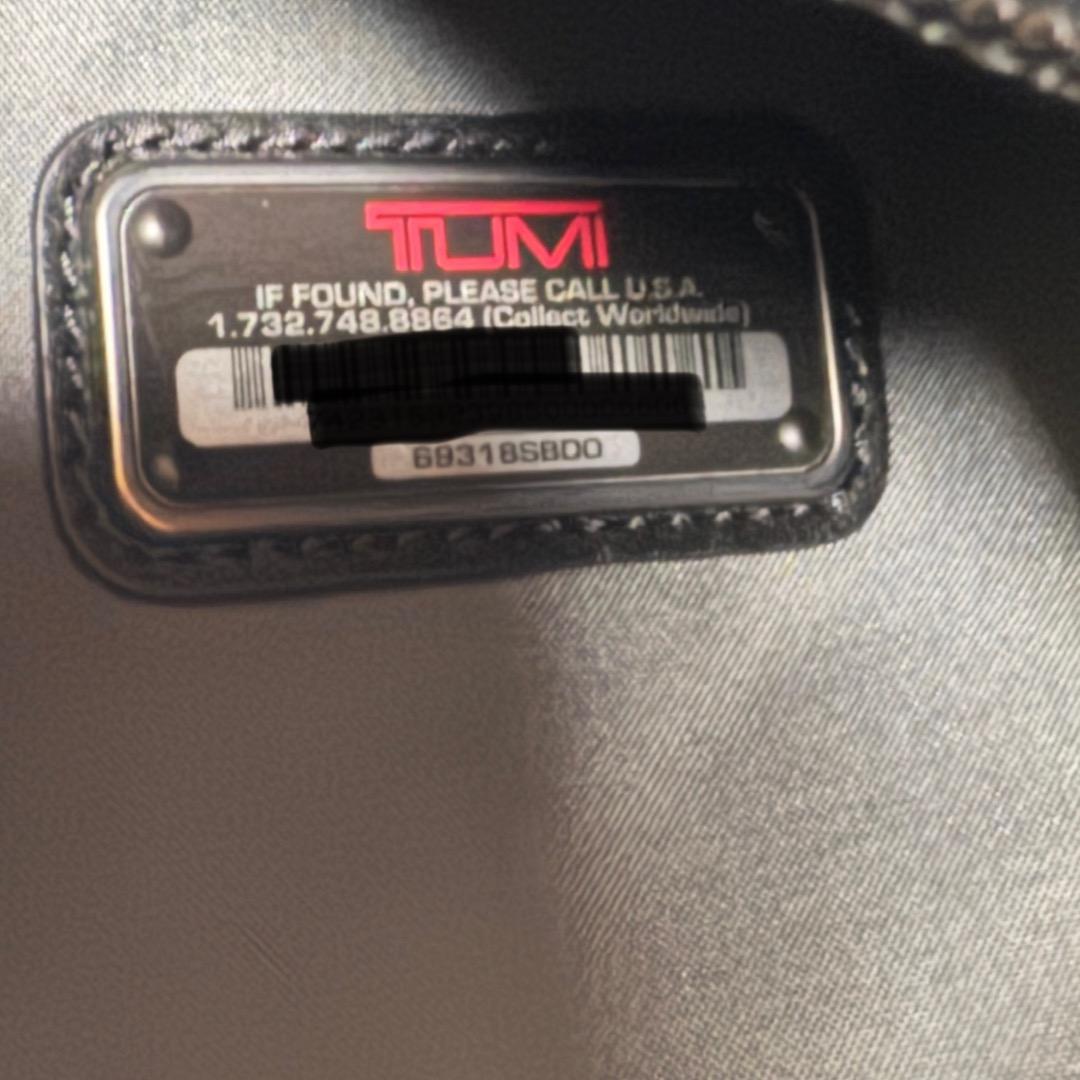 TUMI
IF FOUND, PLEASE CALL U.S.A.
1.732.748.8864 (Collect Worldwide)
69318SBDO